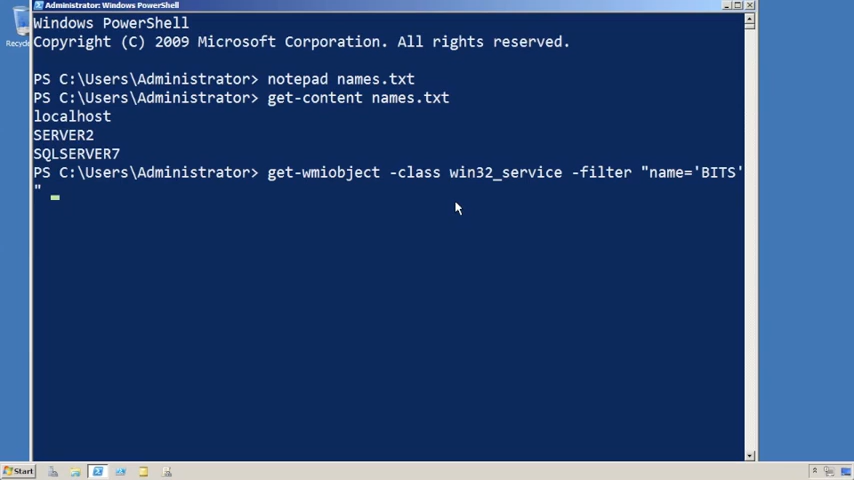 Administrator: Windows PowerShell
Windows PowerShell
Copyright (C) 2009 Microsoft Corporation. All rights reserved.
PS C:\Users\Administrator> notepad names.txt
PS C:\Users\Administrator> get-content names.txt
localhost
SERVER2
SQLSERVER7
PS C:\Users\Administrator> get-wmiobject -class win32_service -filter "name='BITS'
"
Recycle
Start